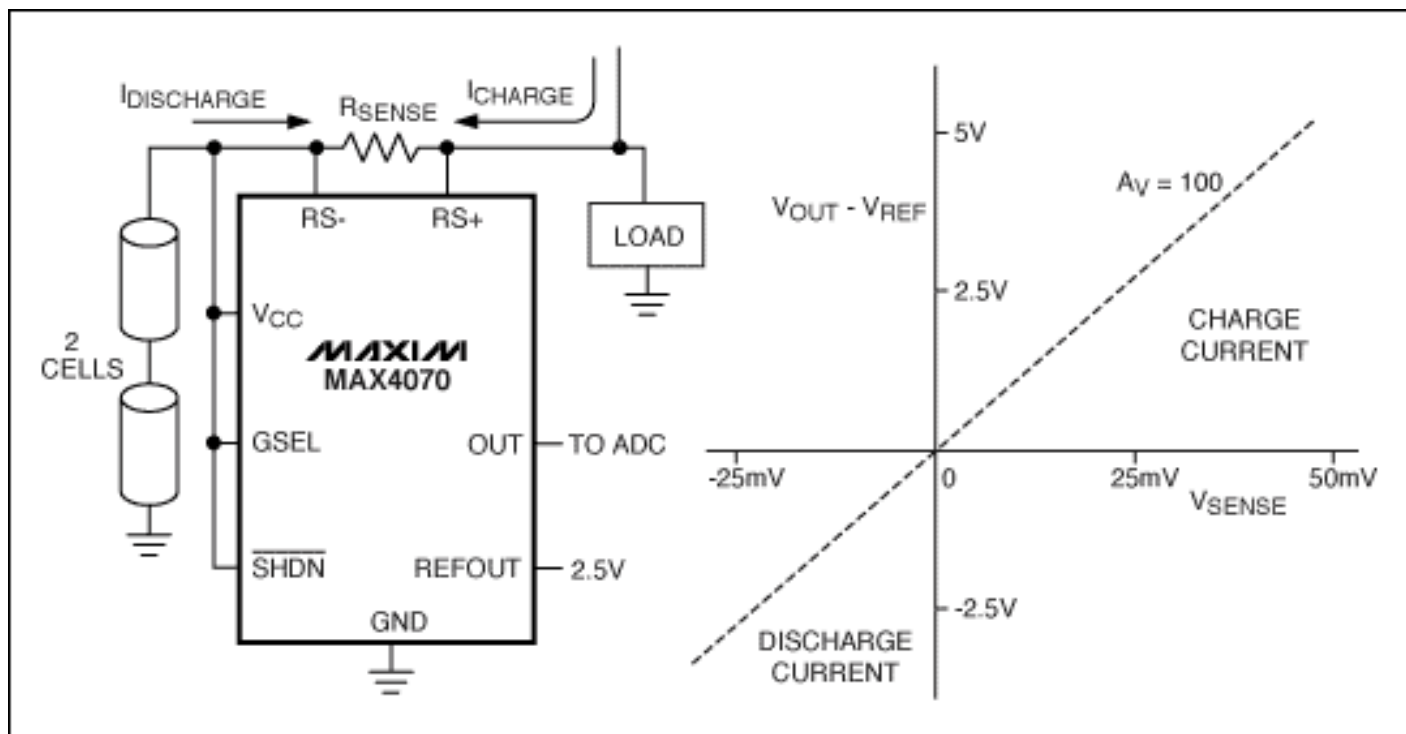 IDISCHARGE
RSENSE
ICHARGE
RS-
RS+
LOAD
VCC
2
CELLS
MAXIM
MAX4070
GSEL
OUT
TO ADC
SHDN
REFOUT
2.5V
GND
5V
AV = 100
VOUT - VREF
2.5V
CHARGE
CURRENT
-25mV
0
25mV
50mV
VSENSE
-2.5V
DISCHARGE
CURRENT